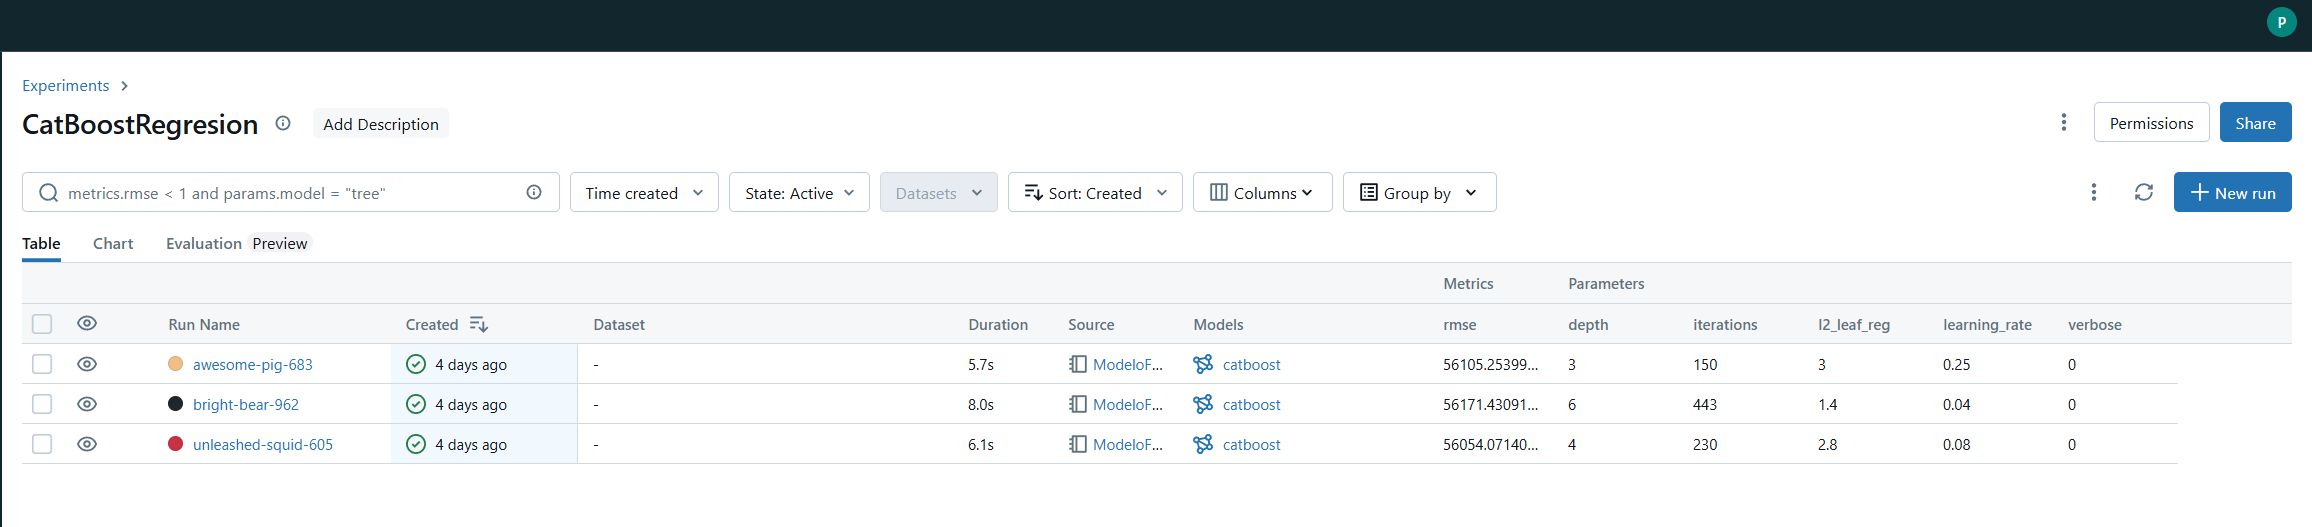 P
Experiments
CatBoostRegresion Add Description Permissions Share
metrics.rmse < 1 and params.model = "tree" Time created State: Active Datasets Sort: Created Columns Group by New run
Table Chart Evaluation Preview
Metrics Parameters
Run Name Created Dataset Duration Source Models rmse depth iterations l2_leaf_reg learning_rate verbose
awesome-pig-683 4 days ago - 5.7s ModeloF... catboost 56105.25399... 3 150 3 0.25 0
bright-bear-962 4 days ago - 8.0s ModeloF... catboost 56171.43091... 6 443 1.4 0.04 0
unleashed-squid-605 4 days ago - 6.1s ModeloF... catboost 56054.07140... 4 230 2.8 0.08 0